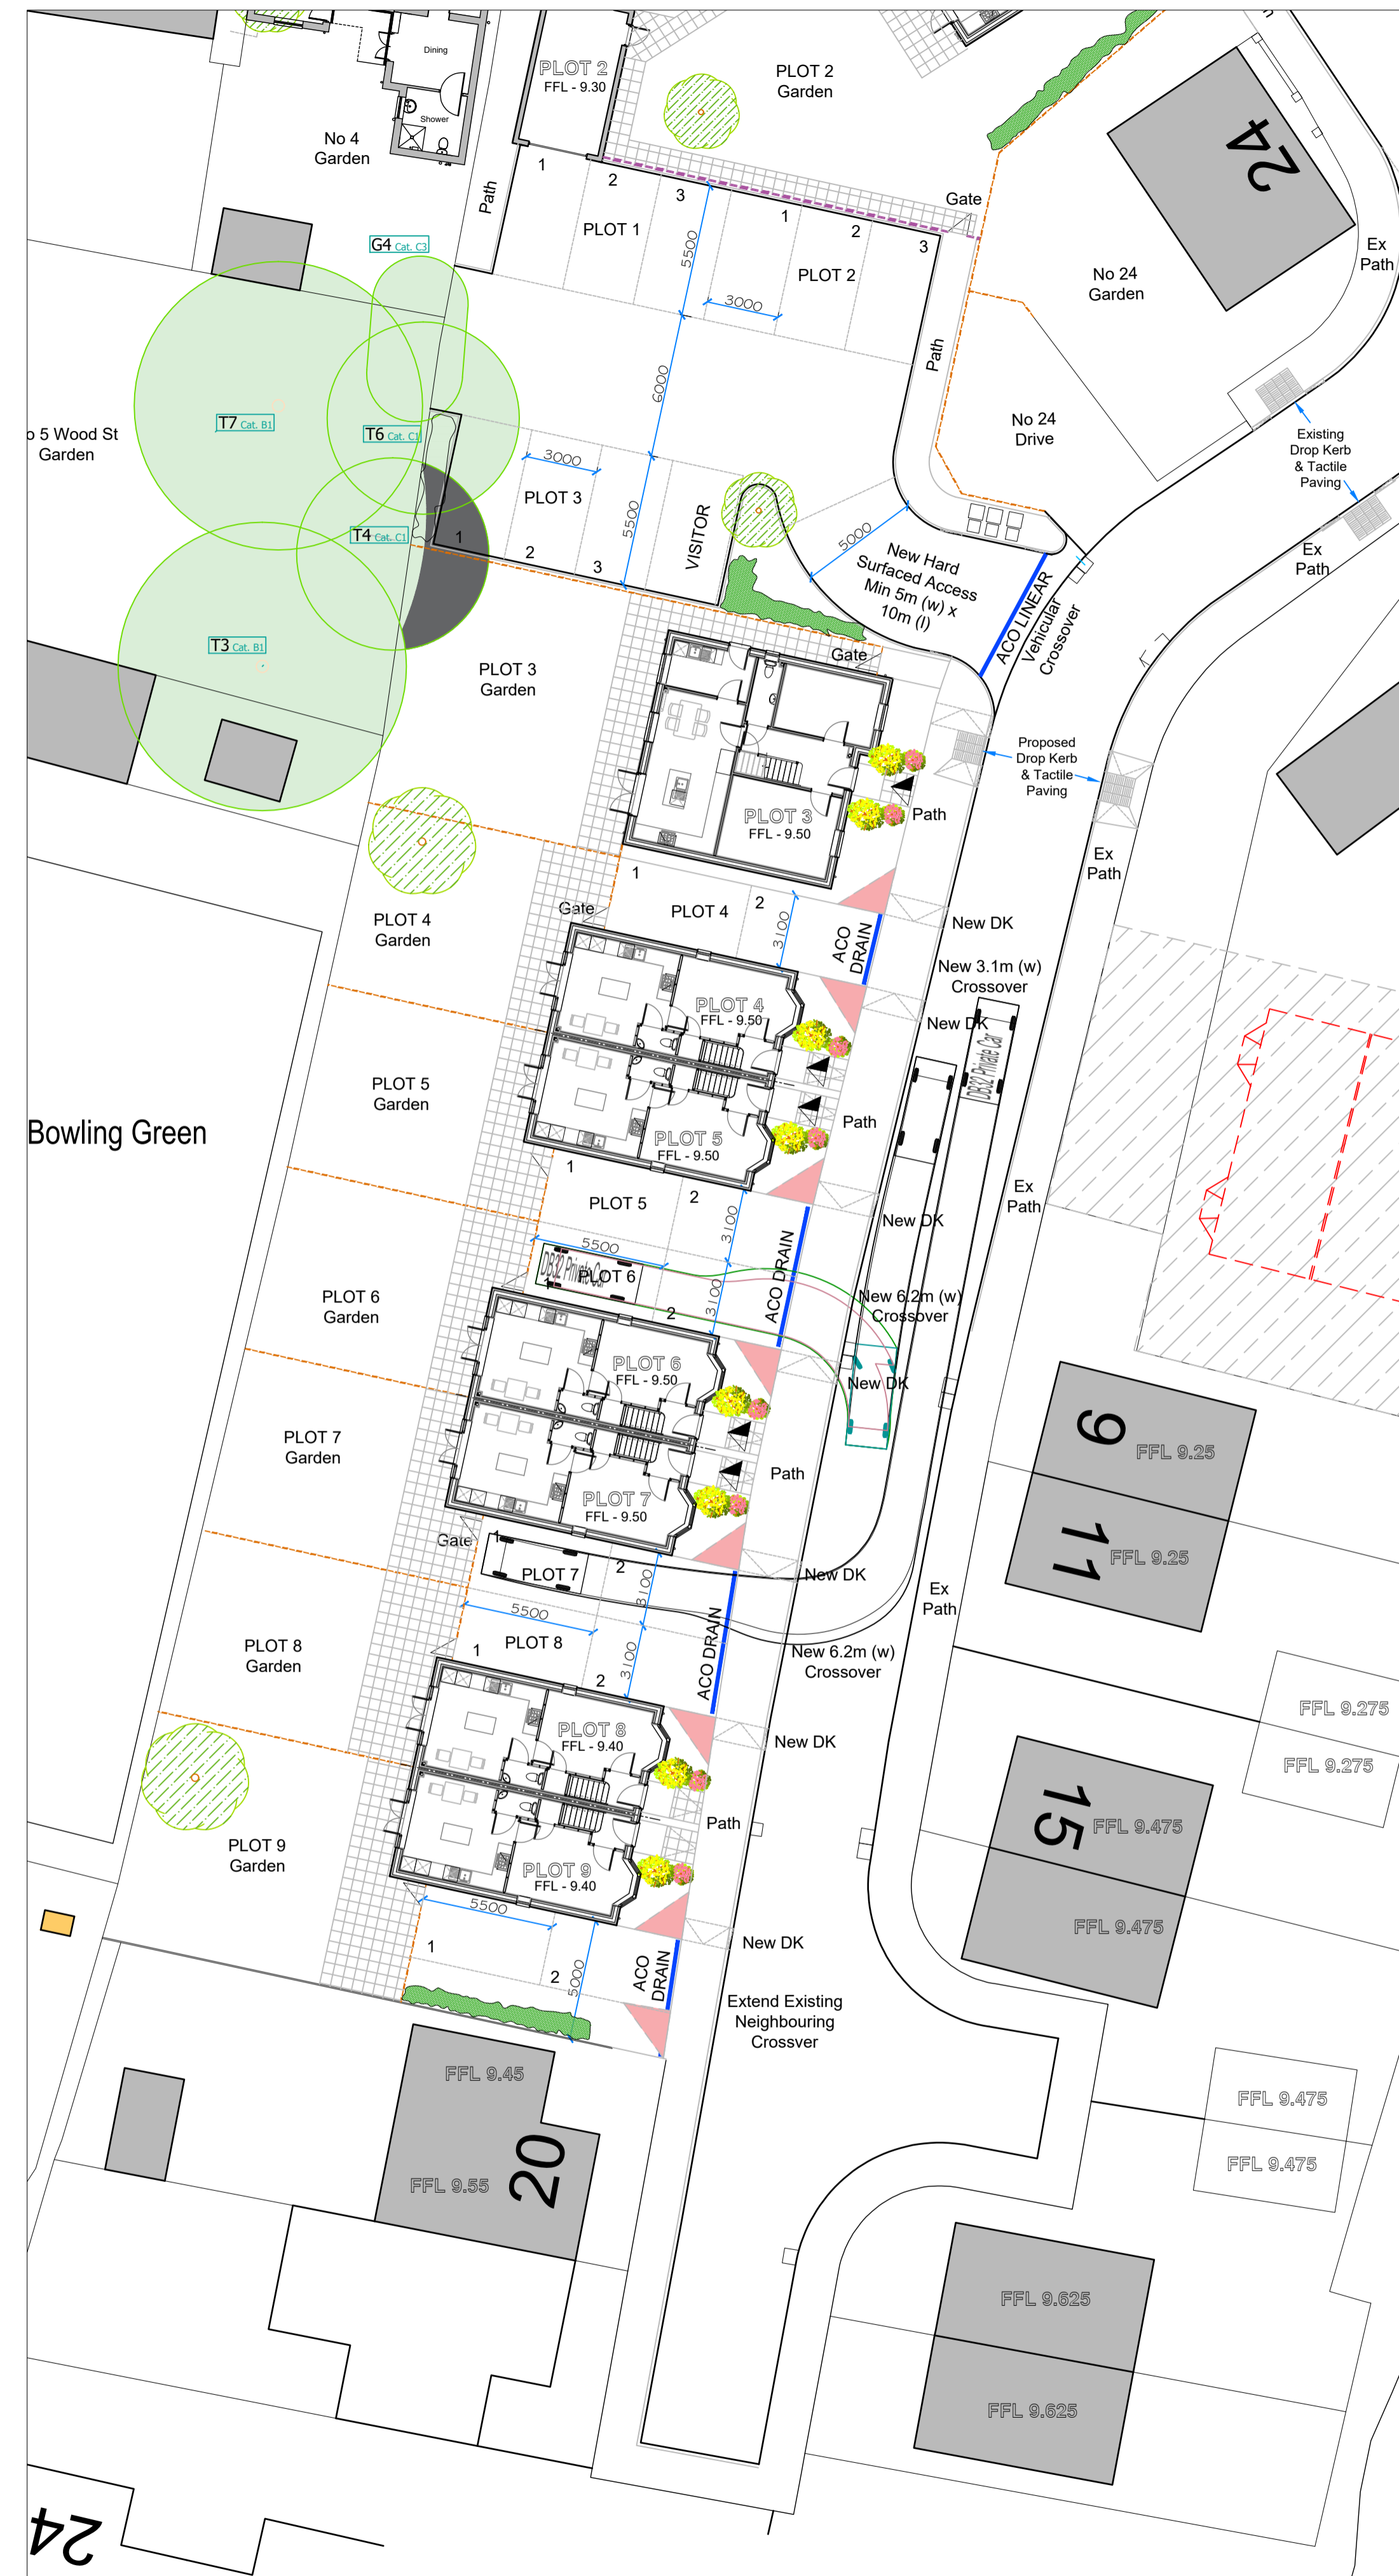 Dining
Shower
PLOT 2
FFL - 9.30
PLOT 2
Garden
24
No 4
Garden
Path
1
2
3
PLOT 1
1
2
3
PLOT 2
Gate
Ex
Path
5500
3000
G4 Cat. C3
No 24
Garden
6000
Path
T7 Cat. B1
T6 Cat. C1
o 5 Wood St
Garden
No 24
Drive
Existing
Drop Kerb
& Tactile
Paving
3000
PLOT 3
5500
VISITOR
T4 Cat. C1
1
2
3
5000
New Hard
Surfaced Access
Min 5m (w) x
10m (l)
Ex
Path
ACO LINEAR
Vehicular
Crossover
T3 Cat. B1
PLOT 3
Garden
Gate
Proposed
Drop Kerb
& Tactile
Paving
PLOT 3
FFL - 9.50
Path
Ex
Path
1
2
PLOT 4
3100
Gate
PLOT 4
Garden
ACO
DRAIN
New DK
New 3.1m (w)
Crossover
PLOT 4
FFL - 9.50
New DK
DB32 Private Car
PLOT 5
Garden
Bowling Green
PLOT 5
FFL - 9.50
Path
1
2
PLOT 5
3100
Ex
Path
New DK
5500
DB32 Private Car
PLOT 6
1
2
3100
ACO DRAIN
PLOT 6
Garden
New 6.2m (w)
Crossover
PLOT 6
FFL - 9.50
New DK
9
FFL 9.25
PLOT 7
Garden
PLOT 7
FFL - 9.50
Path
11
FFL 9.25
Gate
1
2
PLOT 7
3100
New DK
Ex
Path
5500
PLOT 8
1
2
3100
ACO DRAIN
PLOT 8
Garden
New 6.2m (w)
Crossover
FFL 9.275
FFL 9.275
PLOT 8
FFL - 9.40
New DK
15
FFL 9.475
PLOT 9
Garden
Path
PLOT 9
FFL - 9.40
FFL 9.475
5500
1
2
5000
ACO
DRAIN
New DK
Extend Existing
Neighbouring
Crossver
FFL 9.45
20
FFL 9.55
FFL 9.475
FFL 9.475
FFL 9.625
FFL 9.625
24